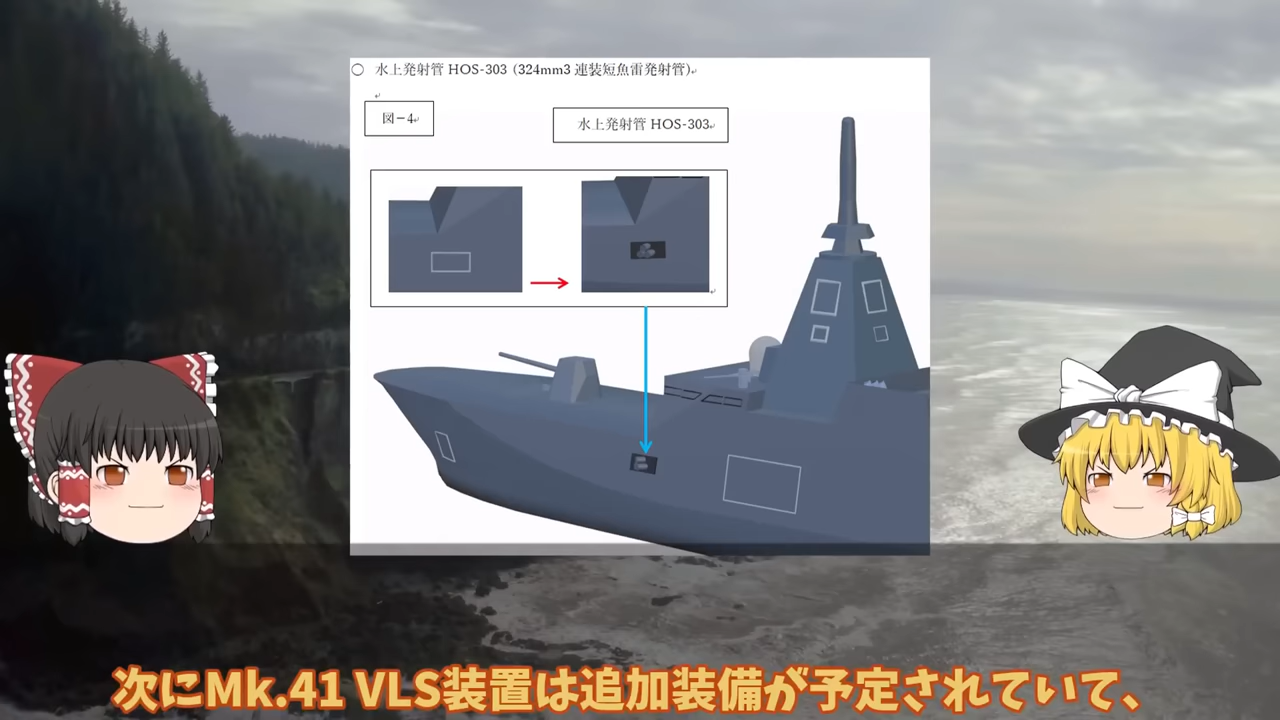 ○ 水上発射管 HOS-303（324mm3 連装短魚雷発射管）
図－4
水上発射管 HOS-303
次にMk.41 VLS装置は追加装備が予定されていて、